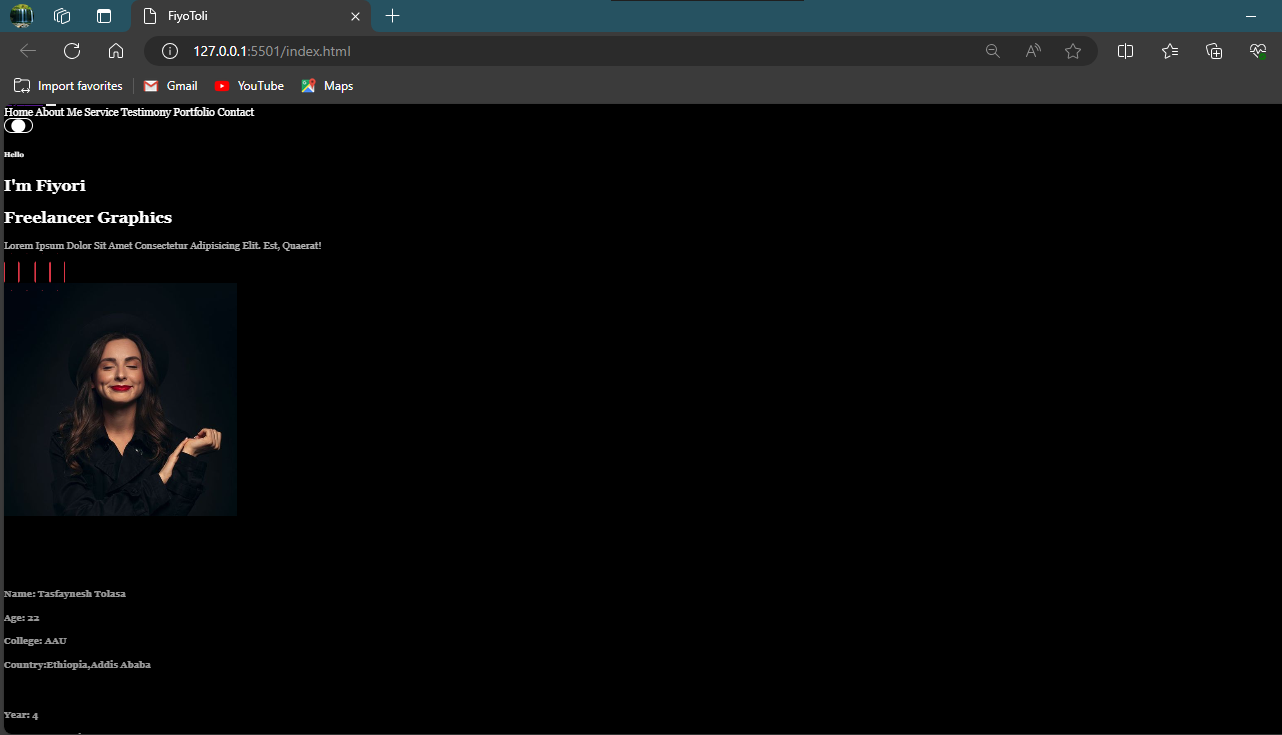 FiyoToli
127.0.0.1:5501/index.html
Import favorites Gmail YouTube Maps
Home About Me Service Testimony Portfolio Contact
Hello
I'm Fiyori
Freelancer Graphics
Lorem Ipsum Dolor Sit Amet Consectetur Adipisicing Elit. Est, Quaerat!
Name: Tasfaynesh Tolasa
Age: 22
College: AAU
Country:Ethiopia,Addis Ababa
Year: 4